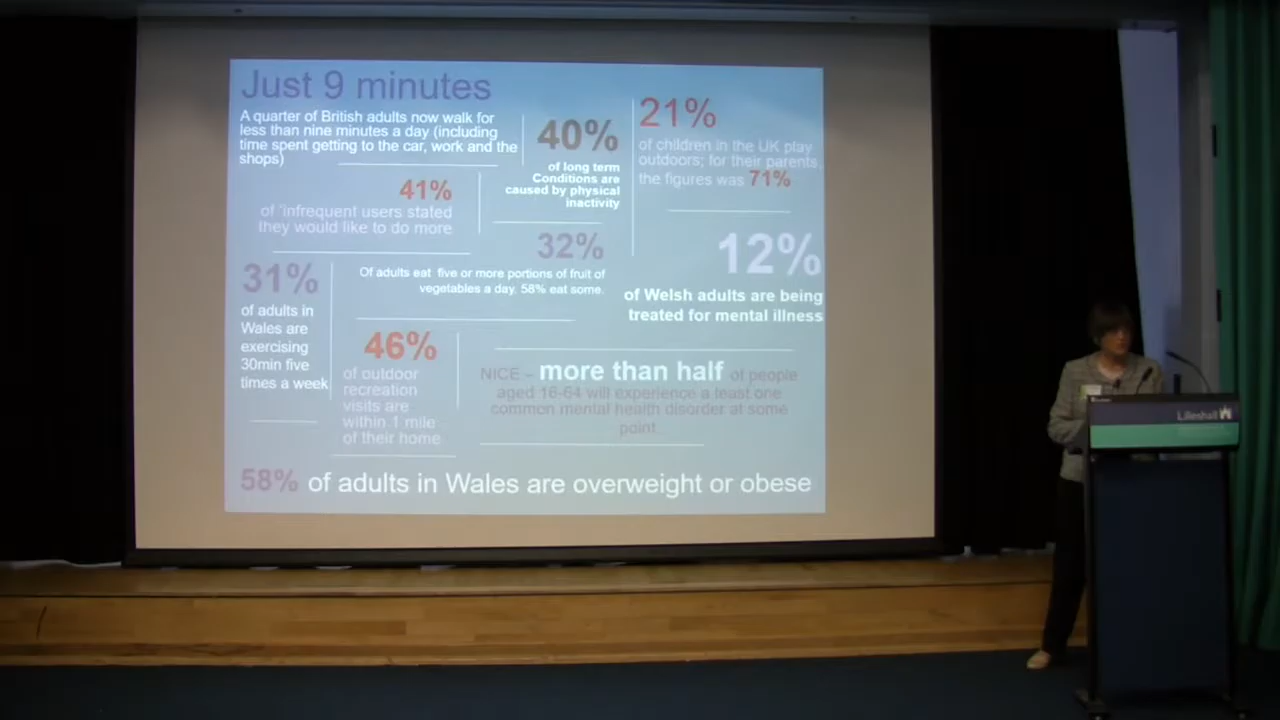 Just 9 minutes
A quarter of British adults now walk for
less than nine minutes a day (including
time spent getting to the car, work and the
shops)
40%
of long term
Conditions are
caused by physical
inactivity
21%
of children in the UK play
outdoors; for their parents,
the figures was 71%
41%
of 'infrequent users stated
they would like to do more
32%
Of adults eat five or more portions of fruit of
vegetables a day. 58% eat some.
12%
of Welsh adults are being
treated for mental illness
31%
of adults in
Wales are
exercising
30min five
times a week
46%
of outdoor
recreation
visits are
within 1 mile
of their home
NICE – more than half of people
aged 16-64 will experience a least one
common mental health disorder at some
point.
58% of adults in Wales are overweight or obese
Lilleshall